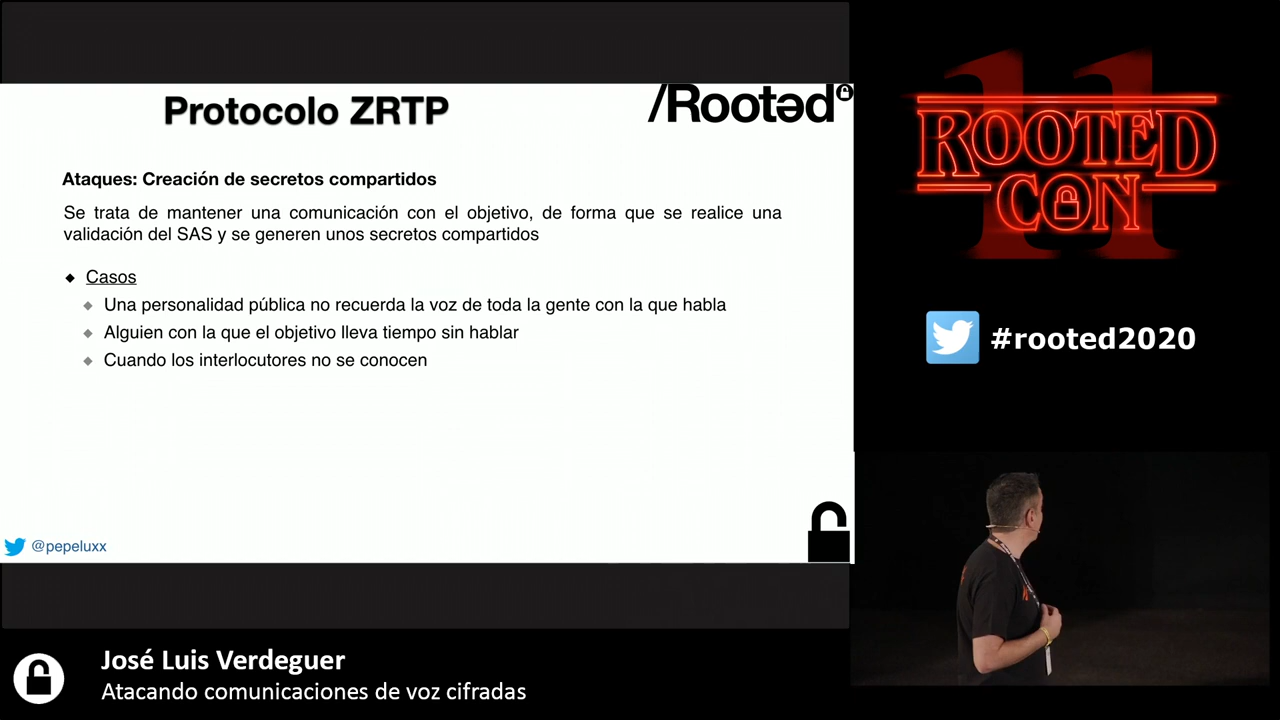 Protocolo ZRTP
/Rootəd
Ataques: Creación de secretos compartidos
Se trata de mantener una comunicación con el objetivo, de forma que se realice una
validación del SAS y se generen unos secretos compartidos
Casos
Una personalidad pública no recuerda la voz de toda la gente con la que habla
Alguien con la que el objetivo lleva tiempo sin hablar
Cuando los interlocutores no se conocen
@pepeluxx
11
ROOTED
CON
#rooted2020
José Luis Verdeguer
Atacando comunicaciones de voz cifradas